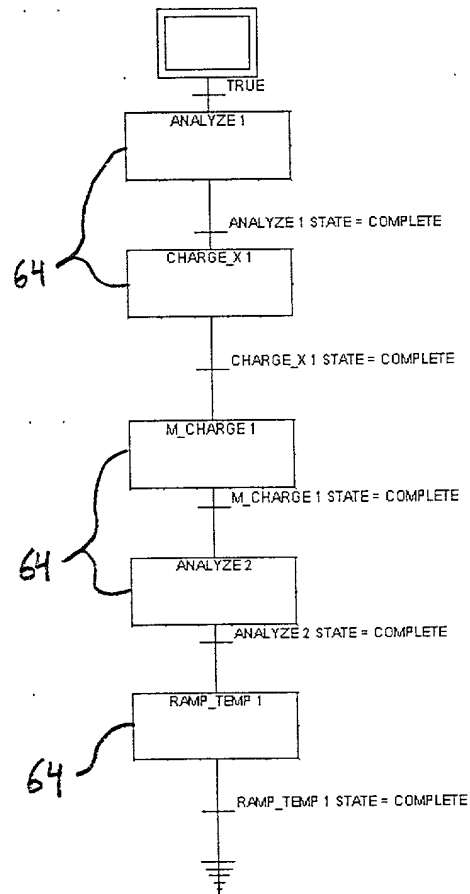 TRUE
ANALYZE 1
ANALYZE 1 STATE = COMPLETE
64
CHARGE_X 1
CHARGE_X 1 STATE = COMPLETE
M_CHARGE 1
M_CHARGE 1 STATE = COMPLETE
64
ANALYZE 2
ANALYZE 2 STATE = COMPLETE
RAMP_TEMP 1
64
RAMP_TEMP 1 STATE = COMPLETE